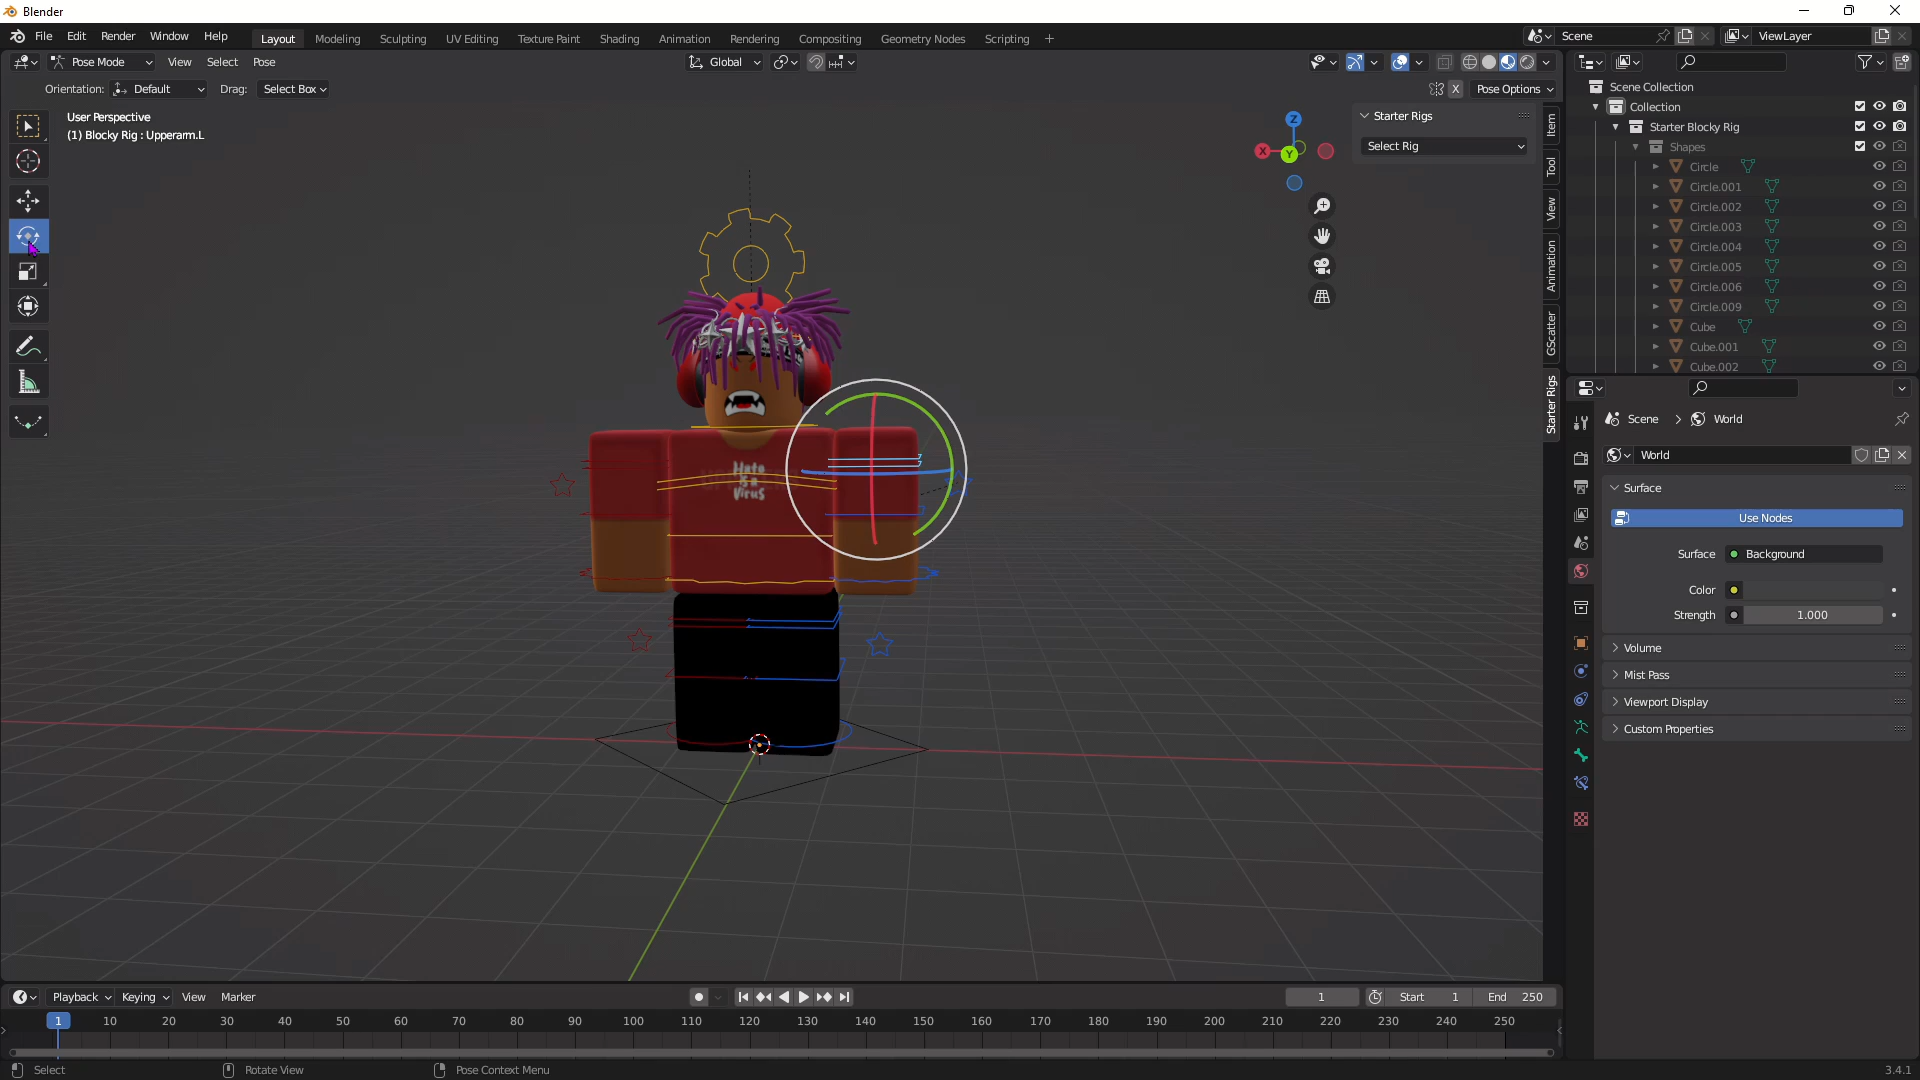 Blender
File Edit Render Window Help Layout Modeling Sculpting UV Editing Texture Paint Shading Animation Rendering Compositing Geometry Nodes Scripting + Scene ViewLayer
Pose Mode View Select Pose Global
Orientation: Default Drag: Select Box X Pose Options
User Perspective
(1) Blocky Rig : Upperarm.L
Z
X
Y
Starter Rigs
Select Rig
Item
Tool
View
Animation
GScatter
Starter Rigs
Hate
is a
Virus
Scene Collection
Collection
Starter Blocky Rig
Shapes
Circle
Circle.001
Circle.002
Circle.003
Circle.004
Circle.005
Circle.006
Circle.009
Cube
Cube.001
Cube.002
Scene > World
World
Surface
Use Nodes
Surface Background
Color
Strength 1.000
Volume
Mist Pass
Viewport Display
Custom Properties
Playback Keying View Marker 1 Start 1 End 250
1 10 20 30 40 50 60 70 80 90 100 110 120 130 140 150 160 170 180 190 200 210 220 230 240 250
Select Rotate View Pose Context Menu 3.4.1